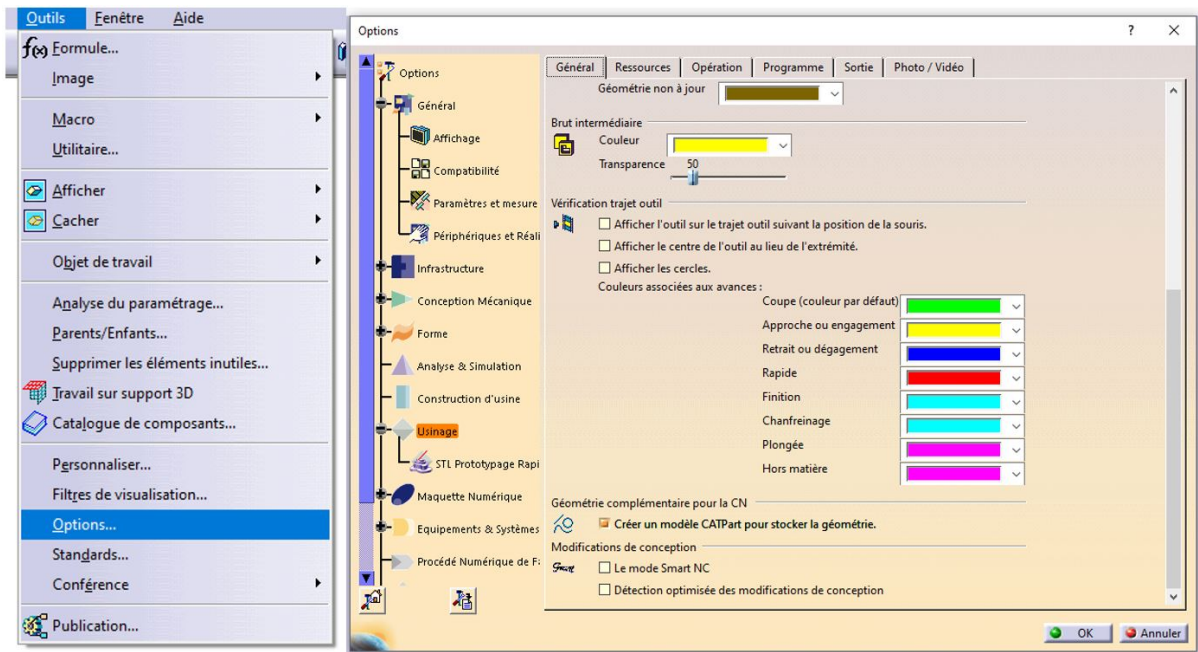 Outils Fenêtre Aide
f(x) Formule...
Image
Macro
Utilitaire...
Afficher
Cacher
Objet de travail
Analyse du paramétrage...
Parents/Enfants...
Supprimer les éléments inutiles...
Travail sur support 3D
Catalogue de composants...
Personnaliser...
Filtres de visualisation...
Options...
Standards...
Conférence
Publication...
Options ? ×
Options
Général
Affichage
Compatibilité
Paramètres et mesure
Périphériques et Réali
Infrastructure
Conception Mécanique
Forme
Analyse & Simulation
Construction d'usine
Usinage
STL Prototypage Rapi
Maquette Numérique
Equipements & Systèmes
Procédé Numérique de Fa
Général Ressources Opération Programme Sortie Photo / Vidéo
Géométrie non à jour
Brut intermédiaire
Couleur
Transparence 50
Vérification trajet outil
Afficher l'outil sur le trajet outil suivant la position de la souris.
Afficher le centre de l'outil au lieu de l'extrémité.
Afficher les cercles.
Couleurs associées aux avances :
Coupe (couleur par défaut)
Approche ou engagement
Retrait ou dégagement
Rapide
Finition
Chanfreinage
Plongée
Hors matière
Géométrie complémentaire pour la CN
Créer un modèle CATPart pour stocker la géométrie.
Modifications de conception
Smart Le mode Smart NC
Détection optimisée des modifications de conception
OK Annuler